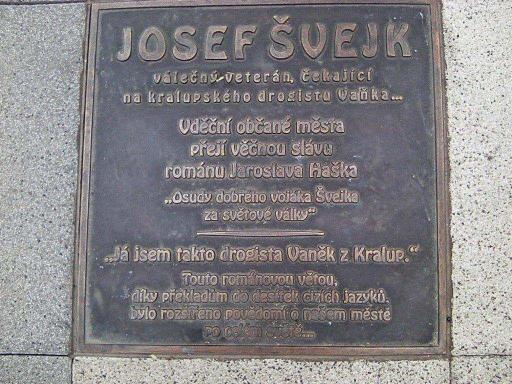 JOSEF ŠVEJK
válečný veterán, čekající
na kralupského drogistu Vaňka...
Vděční občané města
přejí věčnou slávu
románu Jaroslava Haška
„Osudy dobrého vojáka Švejka
za světové války“
„Já jsem takto drogista Vaněk z Kralup.“
Touto románovou větou,
díky překladům do desítek cizích jazyků,
bylo rozšířeno povědomí o našem městě
po celém světě...